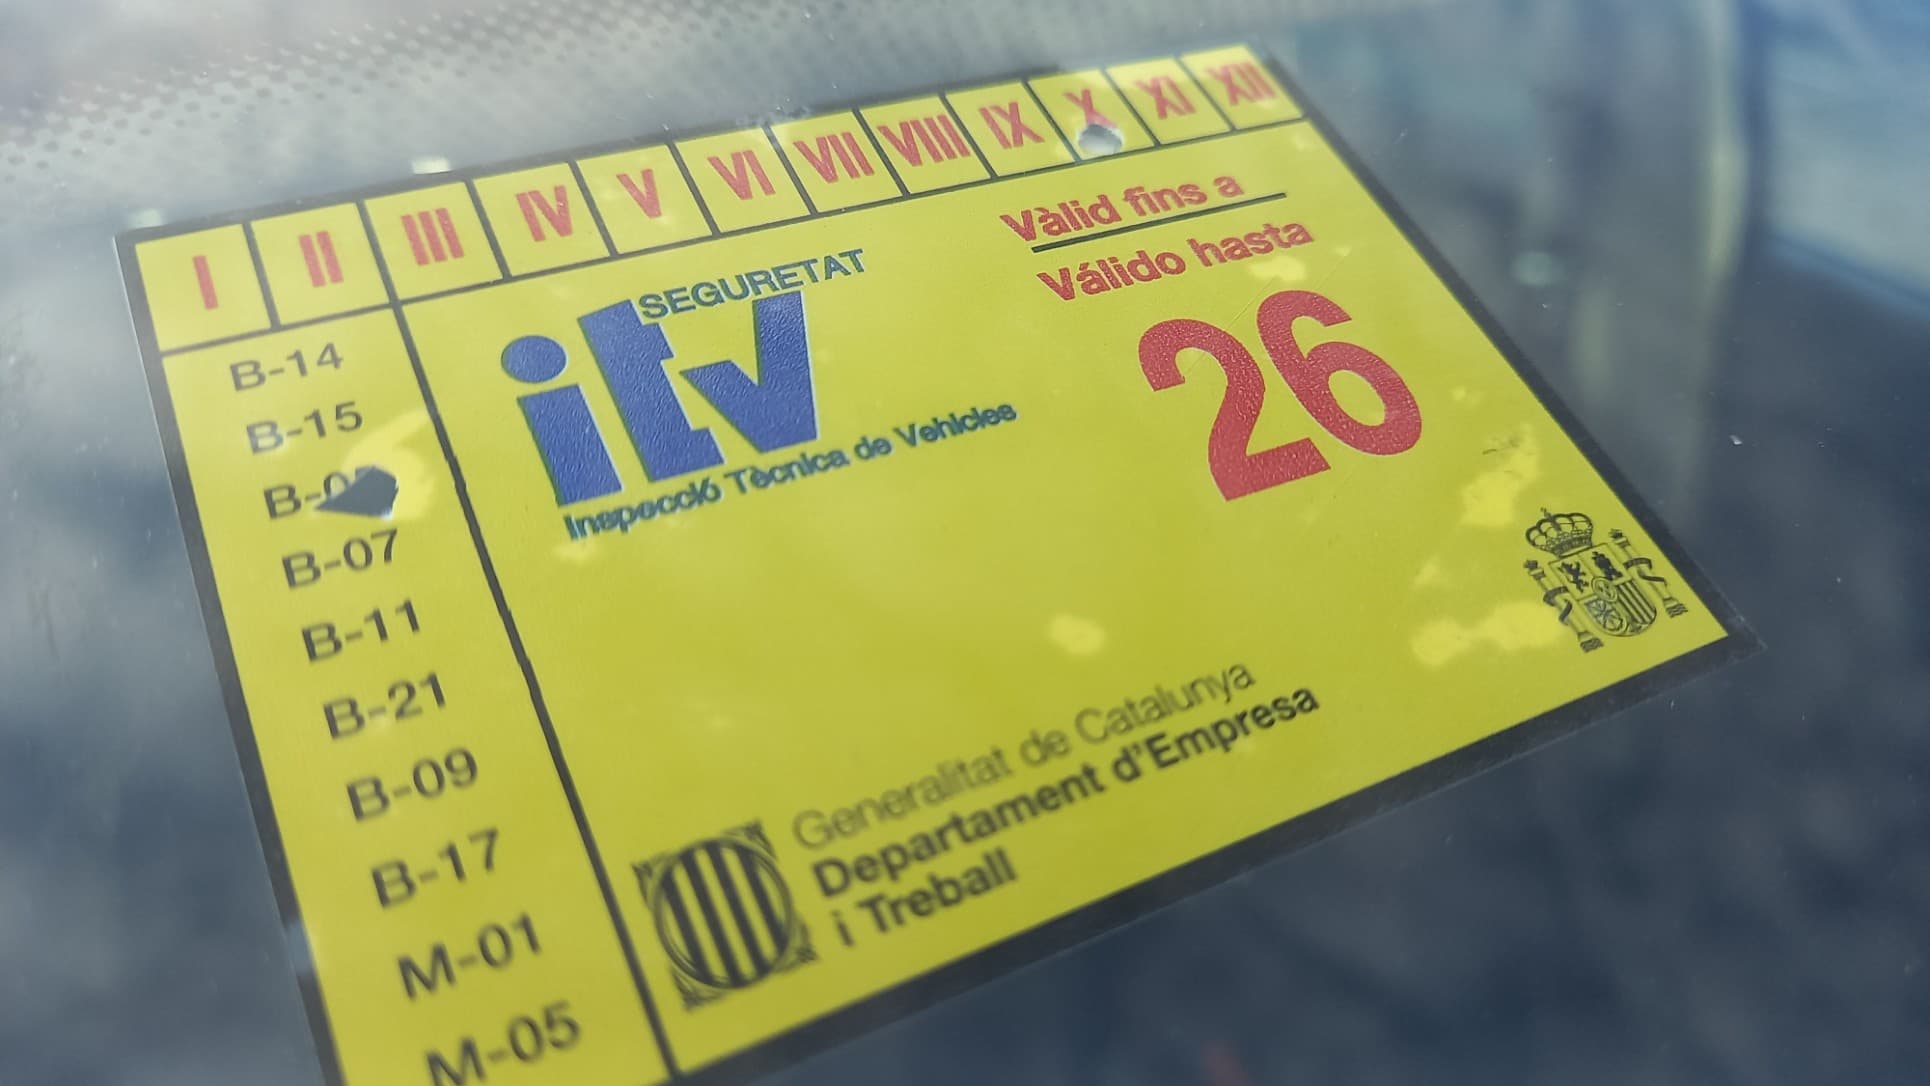 I II III IV V VI VII VIII IX X XI XII
Vàlid fins a
Válido hasta
26
SEGURETAT
itv
Inspecció Tècnica de Vehicles
B-14
B-15
B-07
B-11
B-21
B-09
B-17
M-01
M-05
Generalitat de Catalunya
Departament d'Empresa
i Treball